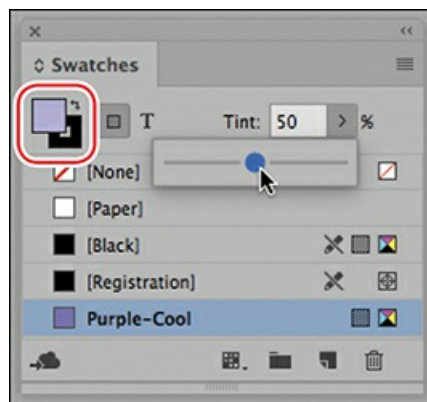 Swatches
T Tint: 50 %
[None]
[Paper]
[Black]
[Registration]
Purple-Cool